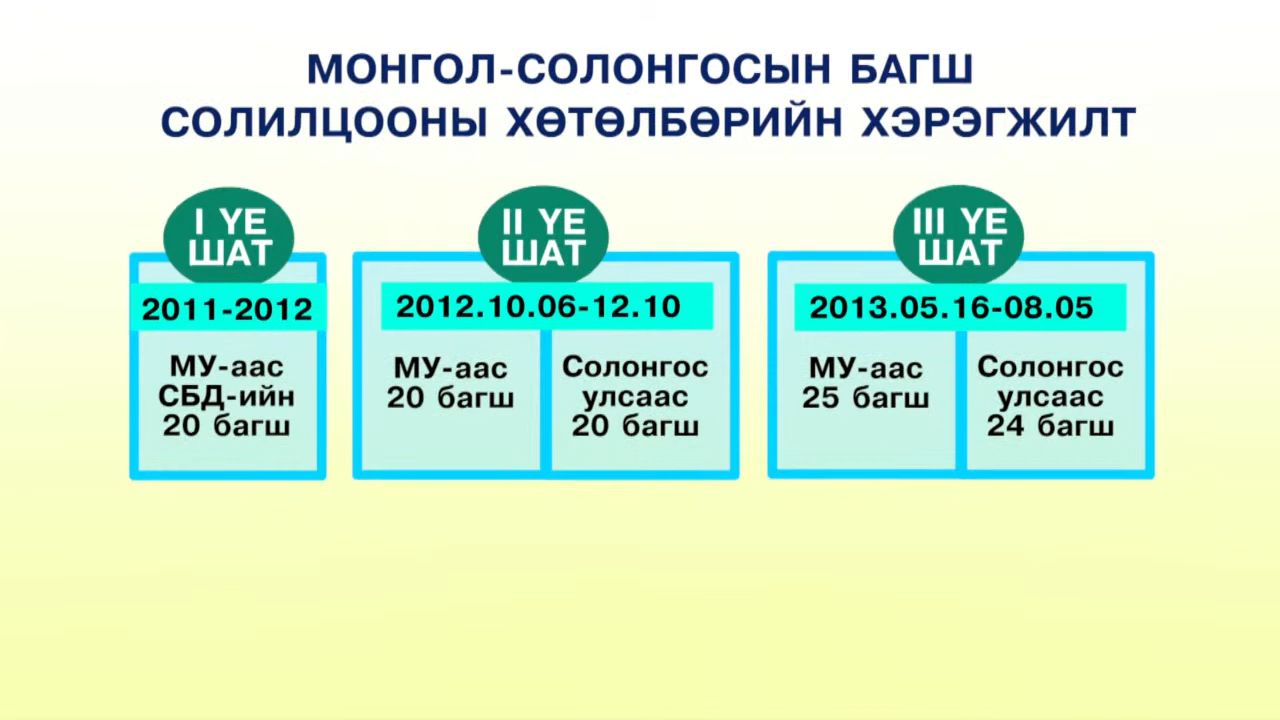 МОНГОЛ-СОЛОНГОСЫН БАГШ
СОЛИЛЦООНЫ ХӨТӨЛБӨРИЙН ХЭРЭГЖИЛТ
I ҮЕ
ШАТ
2011-2012
МУ-аас
СБД-ийн
20 багш
II ҮЕ
ШАТ
2012.10.06-12.10
МУ-аас
20 багш
Солонгос
улсаас
20 багш
III ҮЕ
ШАТ
2013.05.16-08.05
МУ-аас
25 багш
Солонгос
улсаас
24 багш